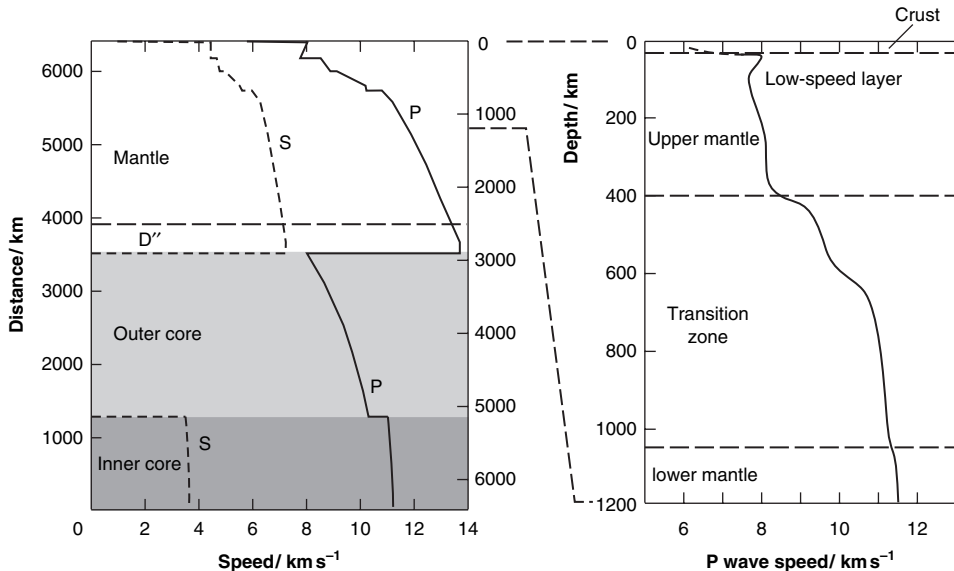 Crust
0
6000
5000
4000
3000
2000
1000
Distance/ km
Mantle
S
P
D″
Outer core
P
S
Inner core
0
1000
2000
3000
4000
5000
6000
0
2
4
6
8
10
12
14
Speed/ km s⁻¹
Depth/ km
0
200
400
600
800
1000
1200
Low-speed layer
Upper mantle
Transition
zone
lower mantle
6
8
10
12
P wave speed/ km s⁻¹